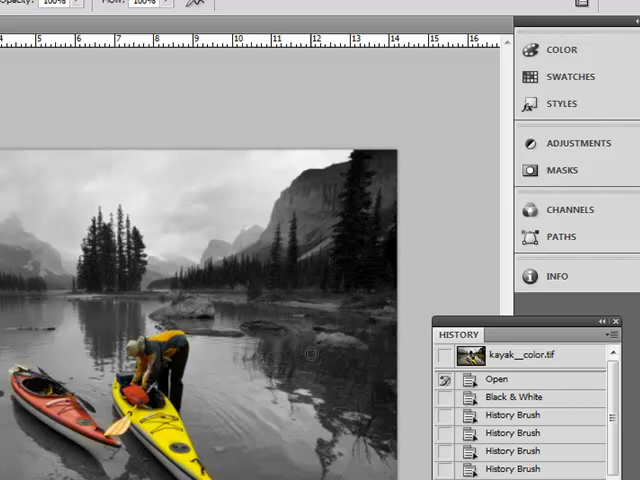 Opacity: 100% Flow: 100%
4 5 6 7 8 9 10 11 12 13 14 15 16
COLOR
SWATCHES
STYLES
ADJUSTMENTS
MASKS
CHANNELS
PATHS
INFO
HISTORY
kayak_color.tif
Open
Black & White
History Brush
History Brush
History Brush
History Brush